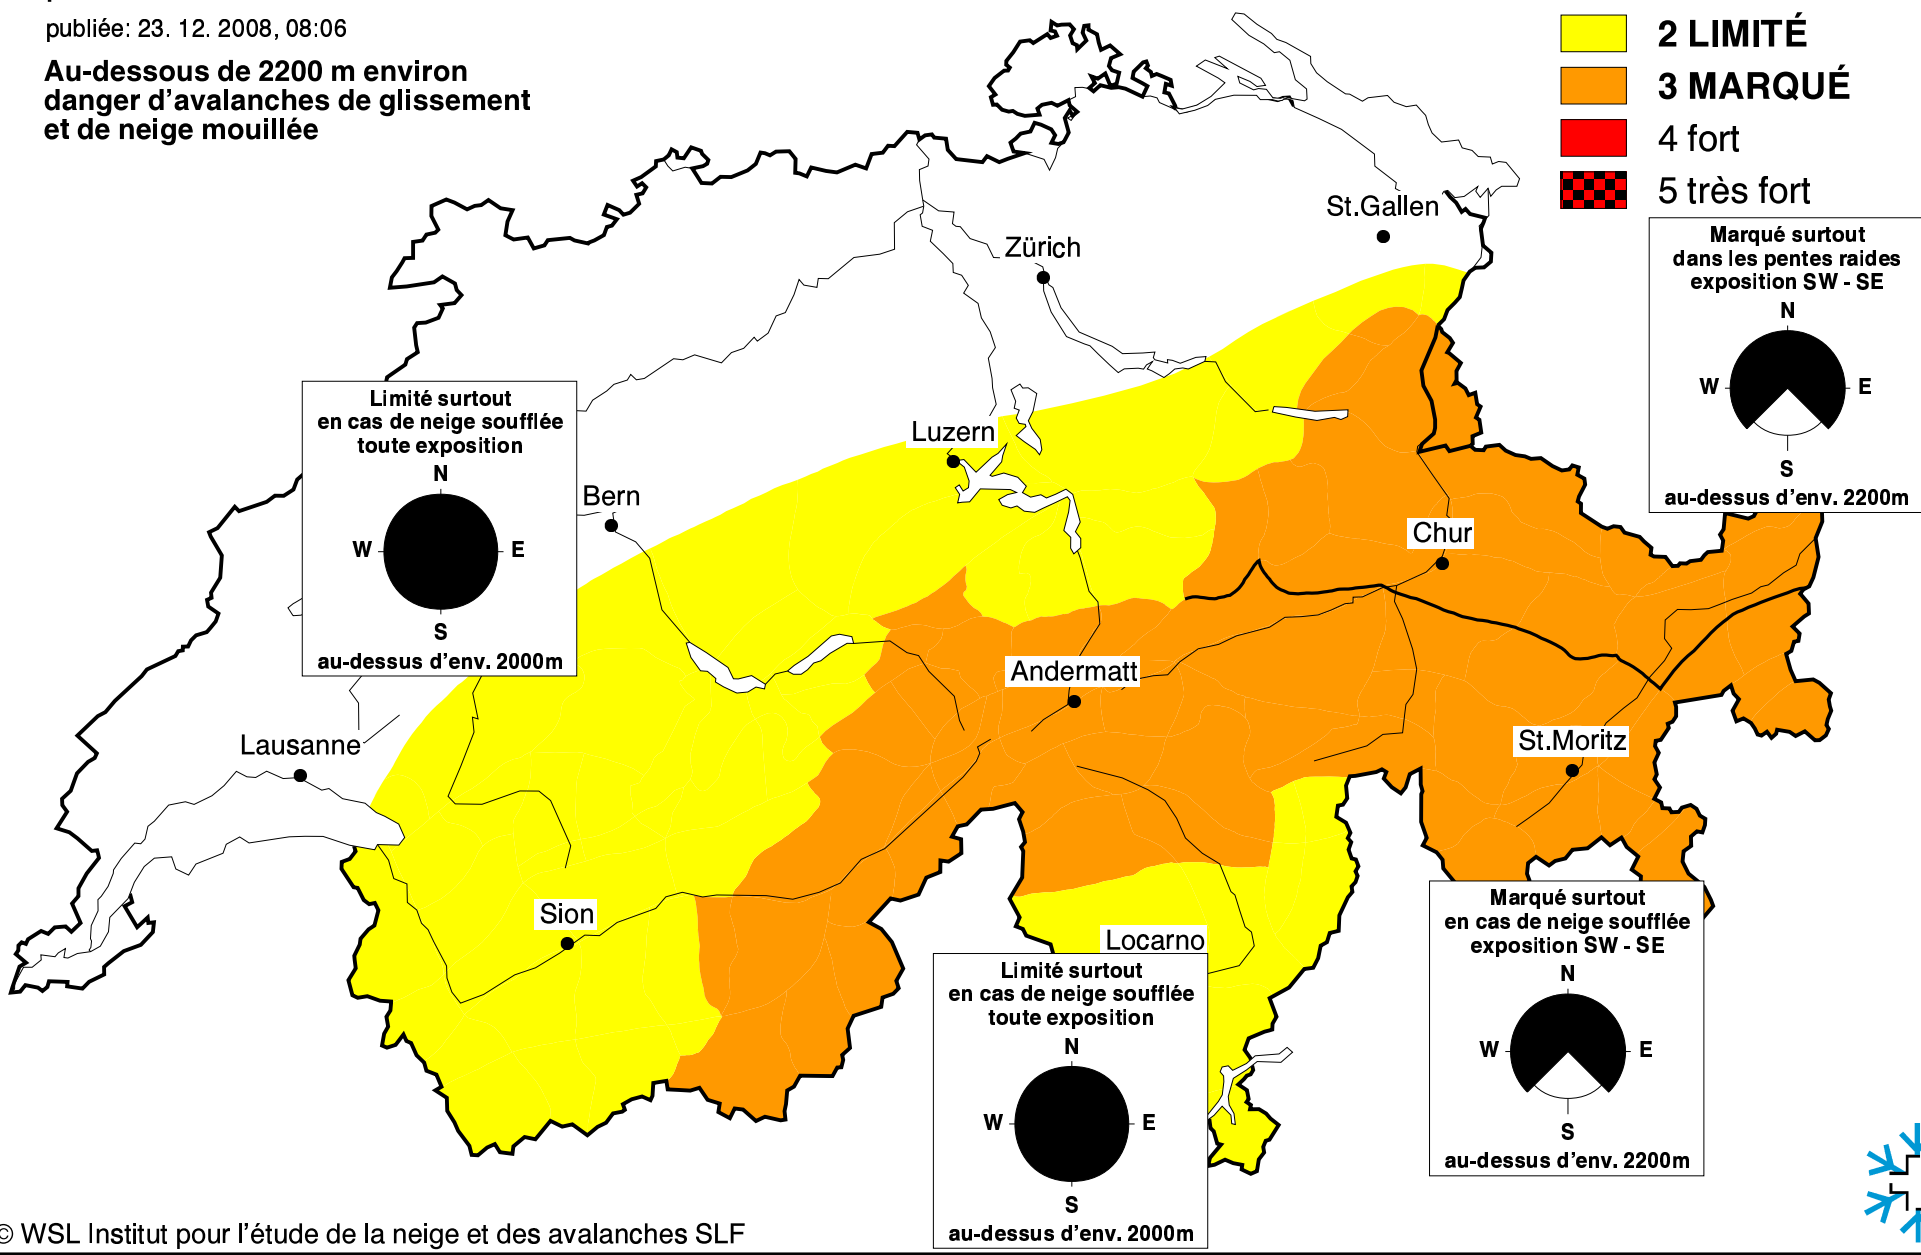 publiée: 23. 12. 2008, 08:06
Au-dessous de 2200 m environ
danger d'avalanches de glissement
et de neige mouillée
2 LIMITÉ
3 MARQUÉ
4 fort
5 très fort
Marqué surtout
dans les pentes raides
exposition SW - SE
N
W E
S
au-dessus d'env. 2200m
St.Gallen
Zürich
Limité surtout
en cas de neige soufflée
toute exposition
N
W E
S
au-dessus d'env. 2000m
Luzern
Bern
Chur
Andermatt
Lausanne
St.Moritz
Sion
Locarno
Marqué surtout
en cas de neige soufflée
exposition SW - SE
N
W E
S
au-dessus d'env. 2200m
Limité surtout
en cas de neige soufflée
toute exposition
N
W E
S
au-dessus d'env. 2000m
© WSL Institut pour l'étude de la neige et des avalanches SLF